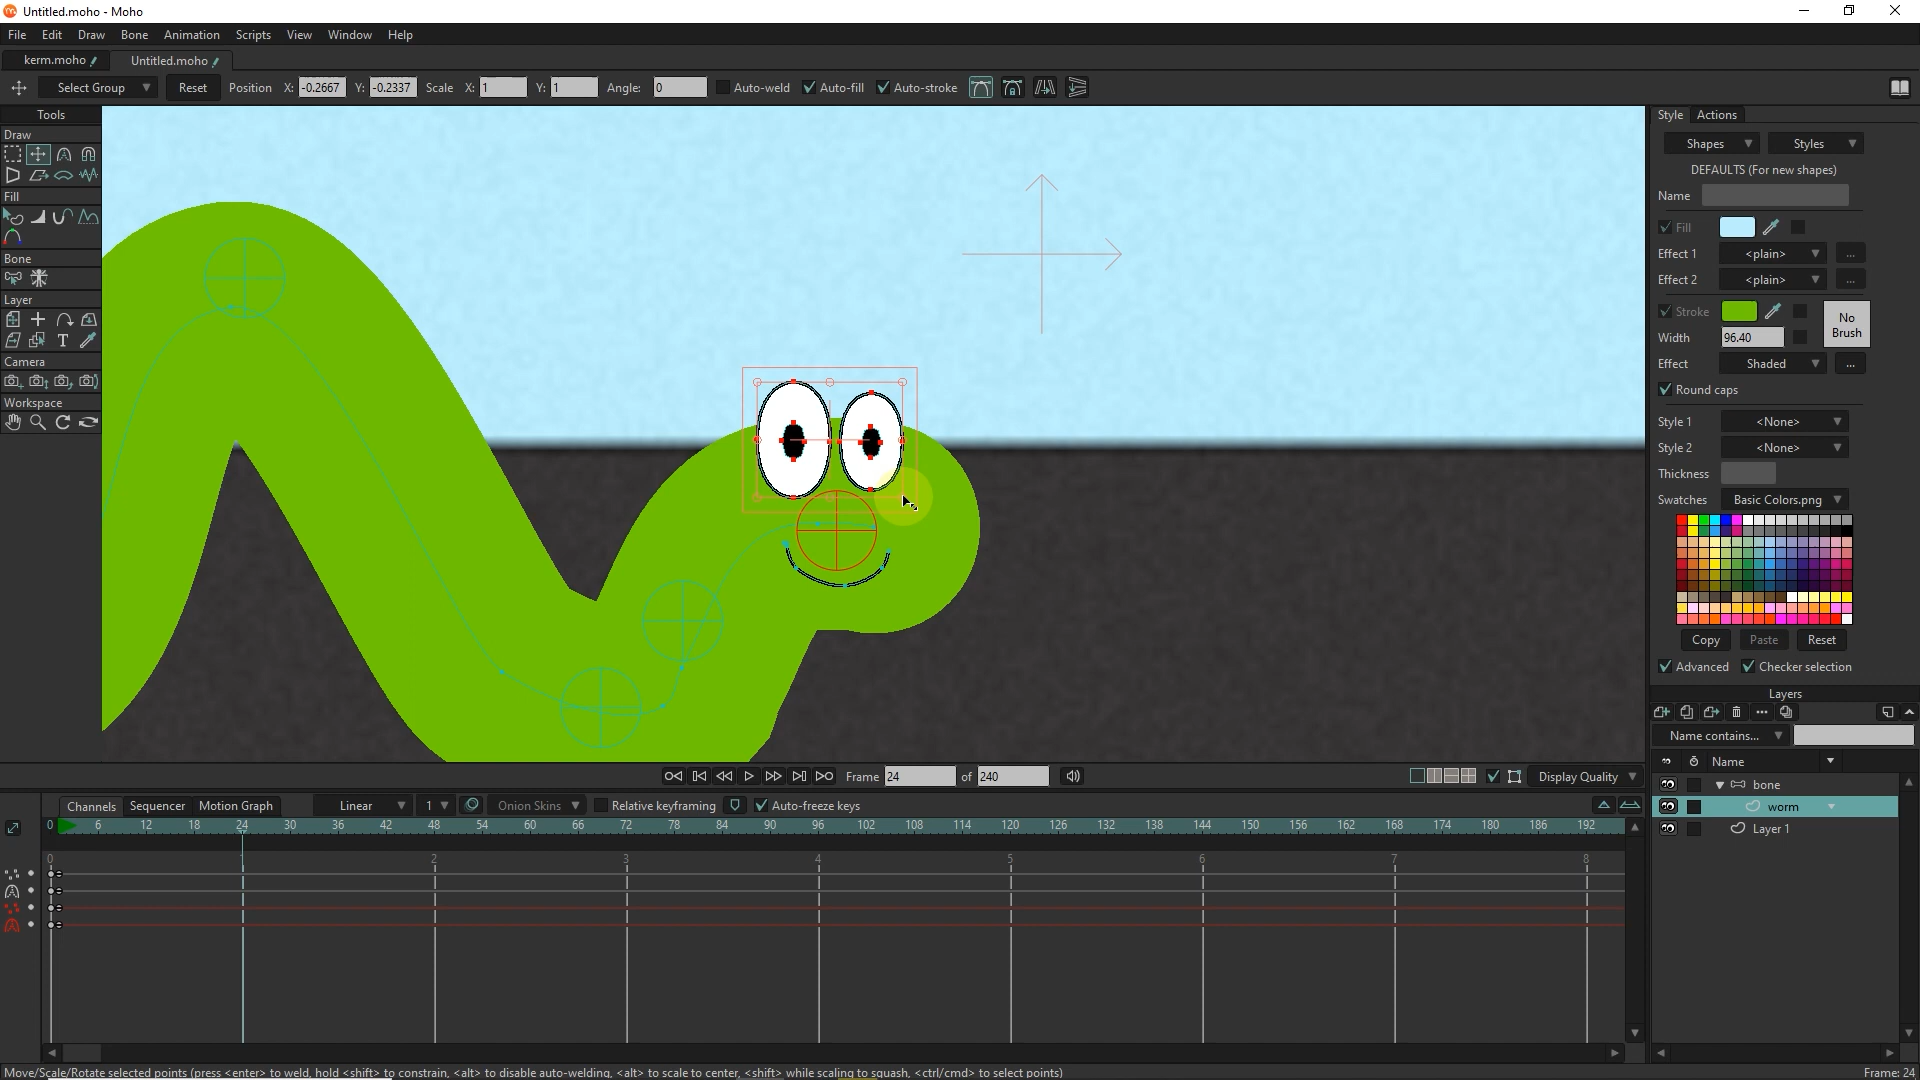 Untitled.moho - Moho
File Edit Draw Bone Animation Scripts View Window Help
kerm.moho Untitled.moho
Select Group Reset Position X: -0.2667 Y: -0.2337 Scale X: 1 Y: 1 Angle: 0 Auto-weld Auto-fill Auto-stroke
Tools
Draw
Fill
Bone
Layer
Camera
Workspace
Style Actions
Shapes Styles
DEFAULTS (For new shapes)
Name
Fill
Effect 1 <plain> ...
Effect 2 <plain> ...
Stroke
No
Brush
Width 96.40
Effect Shaded ...
Round caps
Style 1 <None>
Style 2 <None>
Thickness
Swatches Basic Colors.png
Copy Paste Reset
Advanced Checker selection
Layers
Name contains...
Name
bone
worm
Layer 1
Frame 24 of 240 Display Quality
Channels Sequencer Motion Graph Linear 1 Onion Skins Relative keyframing Auto-freeze keys
0 6 12 18 24 30 36 42 48 54 60 66 72 78 84 90 96 102 108 114 120 126 132 138 144 150 156 162 168 174 180 186 192
0 1 2 3 4 5 6 7 8
Move/Scale/Rotate selected points (press <enter> to weld, hold <shift> to constrain, <alt> to disable auto-welding, <alt> to scale to center, <shift> while scaling to squash, <ctrl/cmd> to select points) Frame: 24